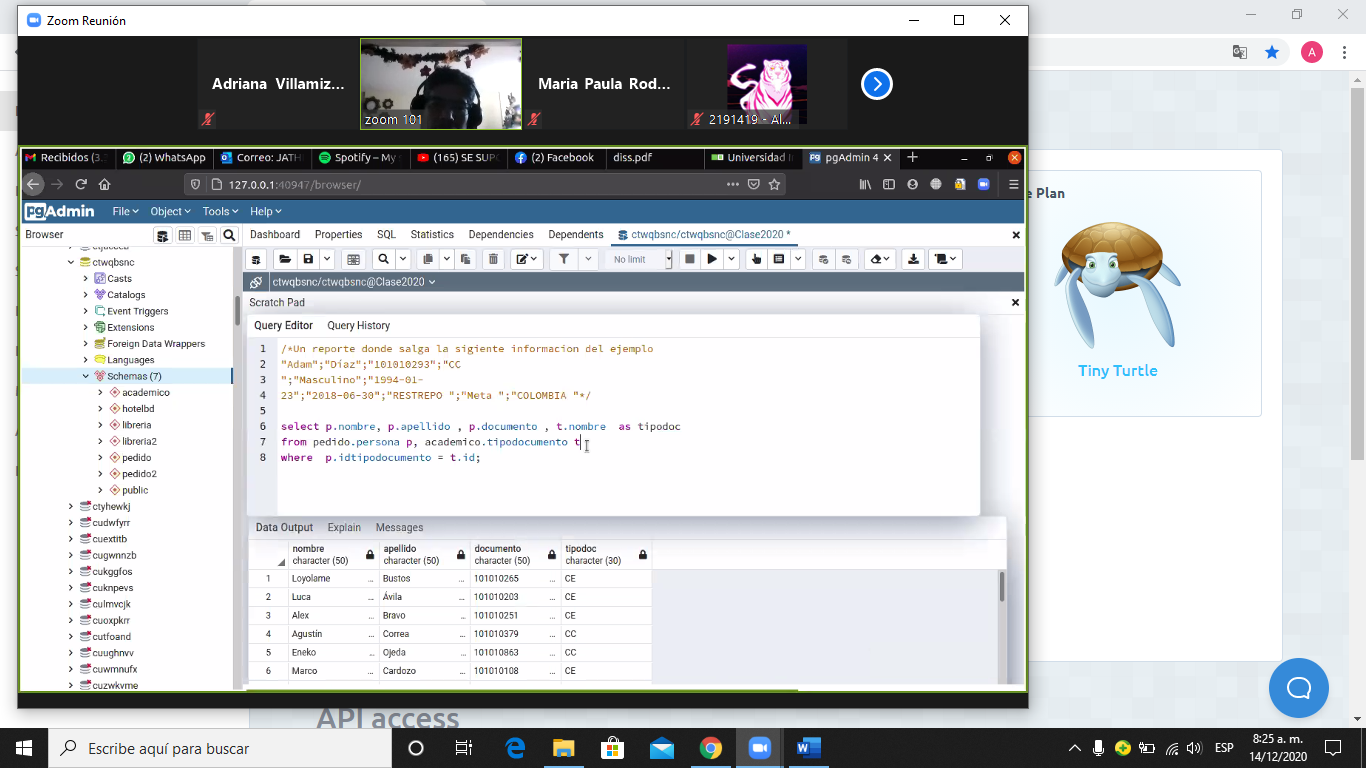 Zoom Reunión
Adriana Villamiz...
zoom 101
Maria Paula Rod...
2191419 - Al...
Recibidos (3.
(2) WhatsApp
Correo: JATH
Spotify – My
(165) SE SUP
(2) Facebook
diss.pdf
Universidad I
pgAdmin 4
127.0.0.1:40947/browser/
pgAdmin
File
Object
Tools
Help
Browser
Dashboard
Properties
SQL
Statistics
Dependencies
Dependents
ctwqbsnc/ctwqbsnc@Clase2020 *
No limit
ctwqbsnc/ctwqbsnc@Clase2020
Scratch Pad
Query Editor
Query History
ctwqbsnc
Casts
Catalogs
Event Triggers
Extensions
Foreign Data Wrappers
Languages
Schemas (7)
academico
hotelbd
libreria
libreria2
pedido
pedido2
public
ctyhewkj
cudwfyrr
cuextitb
cugwnnzb
cukggfos
cuknpevs
culmvcjk
cuoxpkrr
cutfoand
cuughnvv
cuwmnufx
cuzwkvme
1 /*Un reporte donde salga la sigiente informacion del ejemplo
2 "Adam";"Díaz";"101010293";"CC
3 ";"Masculino";"1994-01-
4 23";"2018-06-30";"RESTREPO ";"Meta ";"COLOMBIA "*/
5
6 select p.nombre, p.apellido , p.documento , t.nombre as tipodoc
7 from pedido.persona p, academico.tipodocumento t
8 where p.idtipodocumento = t.id;
Data Output
Explain
Messages
nombre character (50)
apellido character (50)
documento character (50)
tipodoc character (30)
1 Loyolame ... Bustos ... 101010265 ... CE
2 Luca ... Ávila ... 101010203 ... CE
3 Alex ... Bravo ... 101010251 ... CE
4 Agustín ... Correa ... 101010379 ... CC
5 Eneko ... Ojeda ... 101010863 ... CC
6 Marco ... Cardozo ... 101010108 ... CE
A
Plan
Tiny Turtle
API access
Escribe aquí para buscar
ESP
8:25 a. m.
14/12/2020